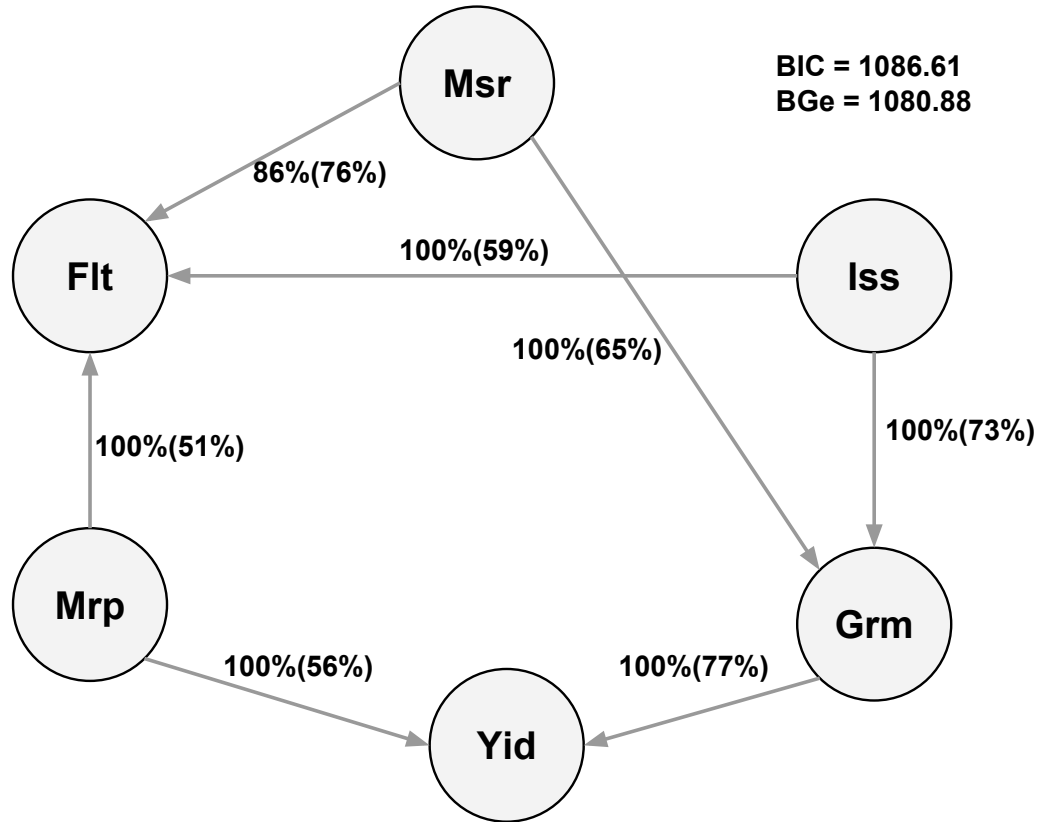 Msr
BIC = 1086.61
BGe = 1080.88
86%(76%)
100%(59%)
Flt
Iss
100%(65%)
100%(73%)
100%(51%)
Mrp
Grm
100%(56%)
100%(77%)
Yid